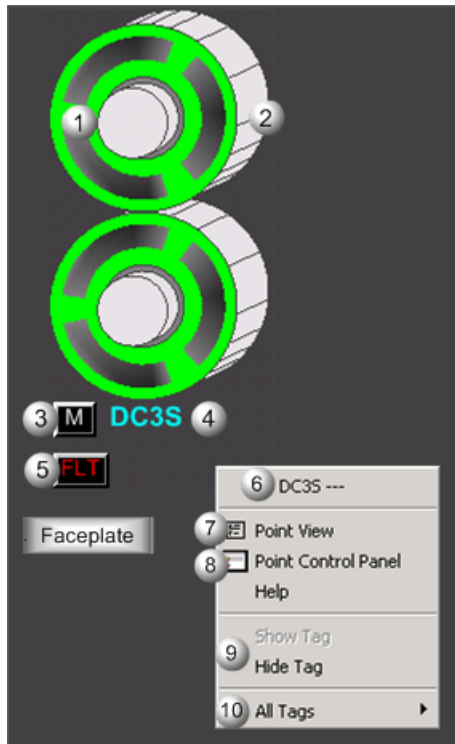 1
2
3 M DC3S 4
5 FLT
6 DC3S ---
7 Point View
Faceplate
8 Point Control Panel
Help
Show Tag
9
Hide Tag
10 All Tags